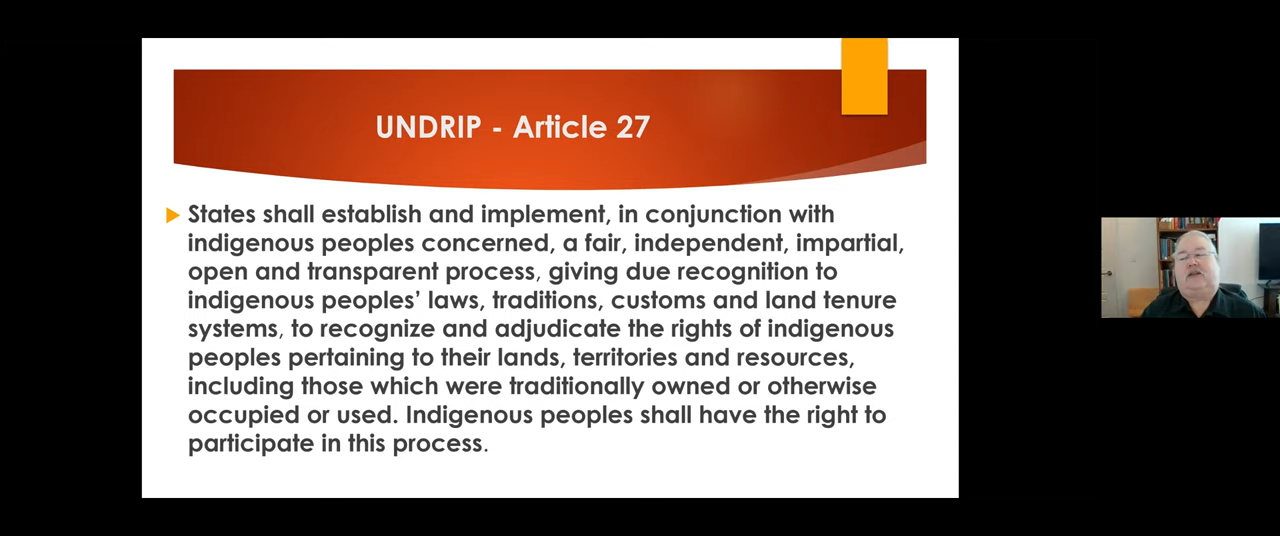 UNDRIP - Article 27
States shall establish and implement, in conjunction with
indigenous peoples concerned, a fair, independent, impartial,
open and transparent process, giving due recognition to
indigenous peoples’ laws, traditions, customs and land tenure
systems, to recognize and adjudicate the rights of indigenous
peoples pertaining to their lands, territories and resources,
including those which were traditionally owned or otherwise
occupied or used. Indigenous peoples shall have the right to
participate in this process.